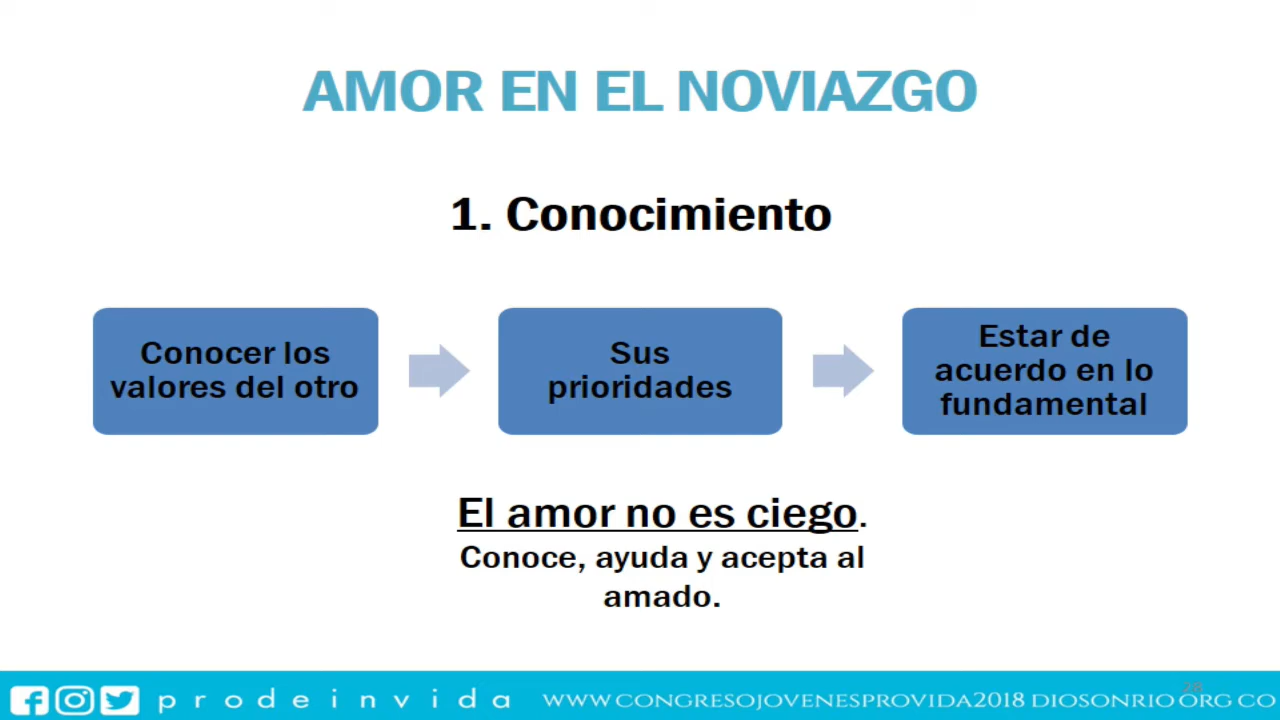 AMOR EN EL NOVIAZGO
1. Conocimiento
Conocer los
valores del otro
Sus
prioridades
Estar de
acuerdo en lo
fundamental
El amor no es ciego.
Conoce, ayuda y acepta al
amado.
prodeinvida
WWW.CONGRESOJOVENESPROVIDA2018 DIOSONRIO ORG CO
28